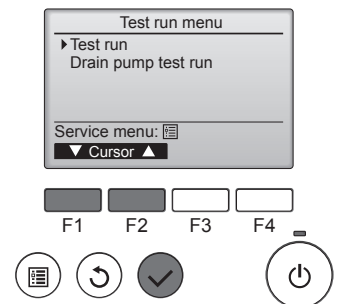 Test run menu
Test run
Drain pump test run
Service menu:
▼ Cursor ▲
F1 F2 F3 F4